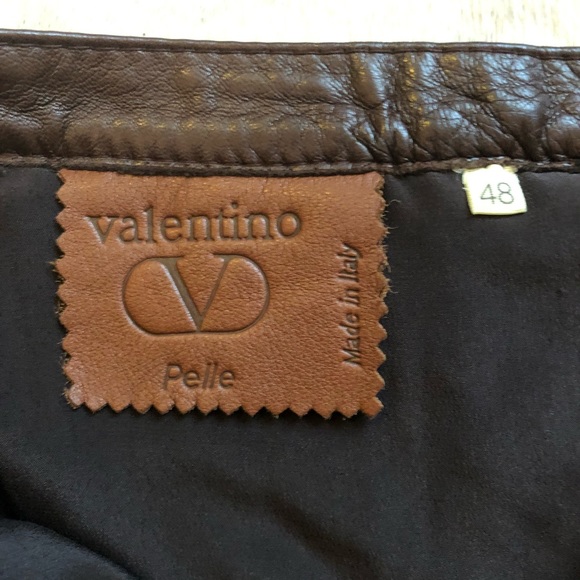 valentino
V
Pelle
Made in Italy
48